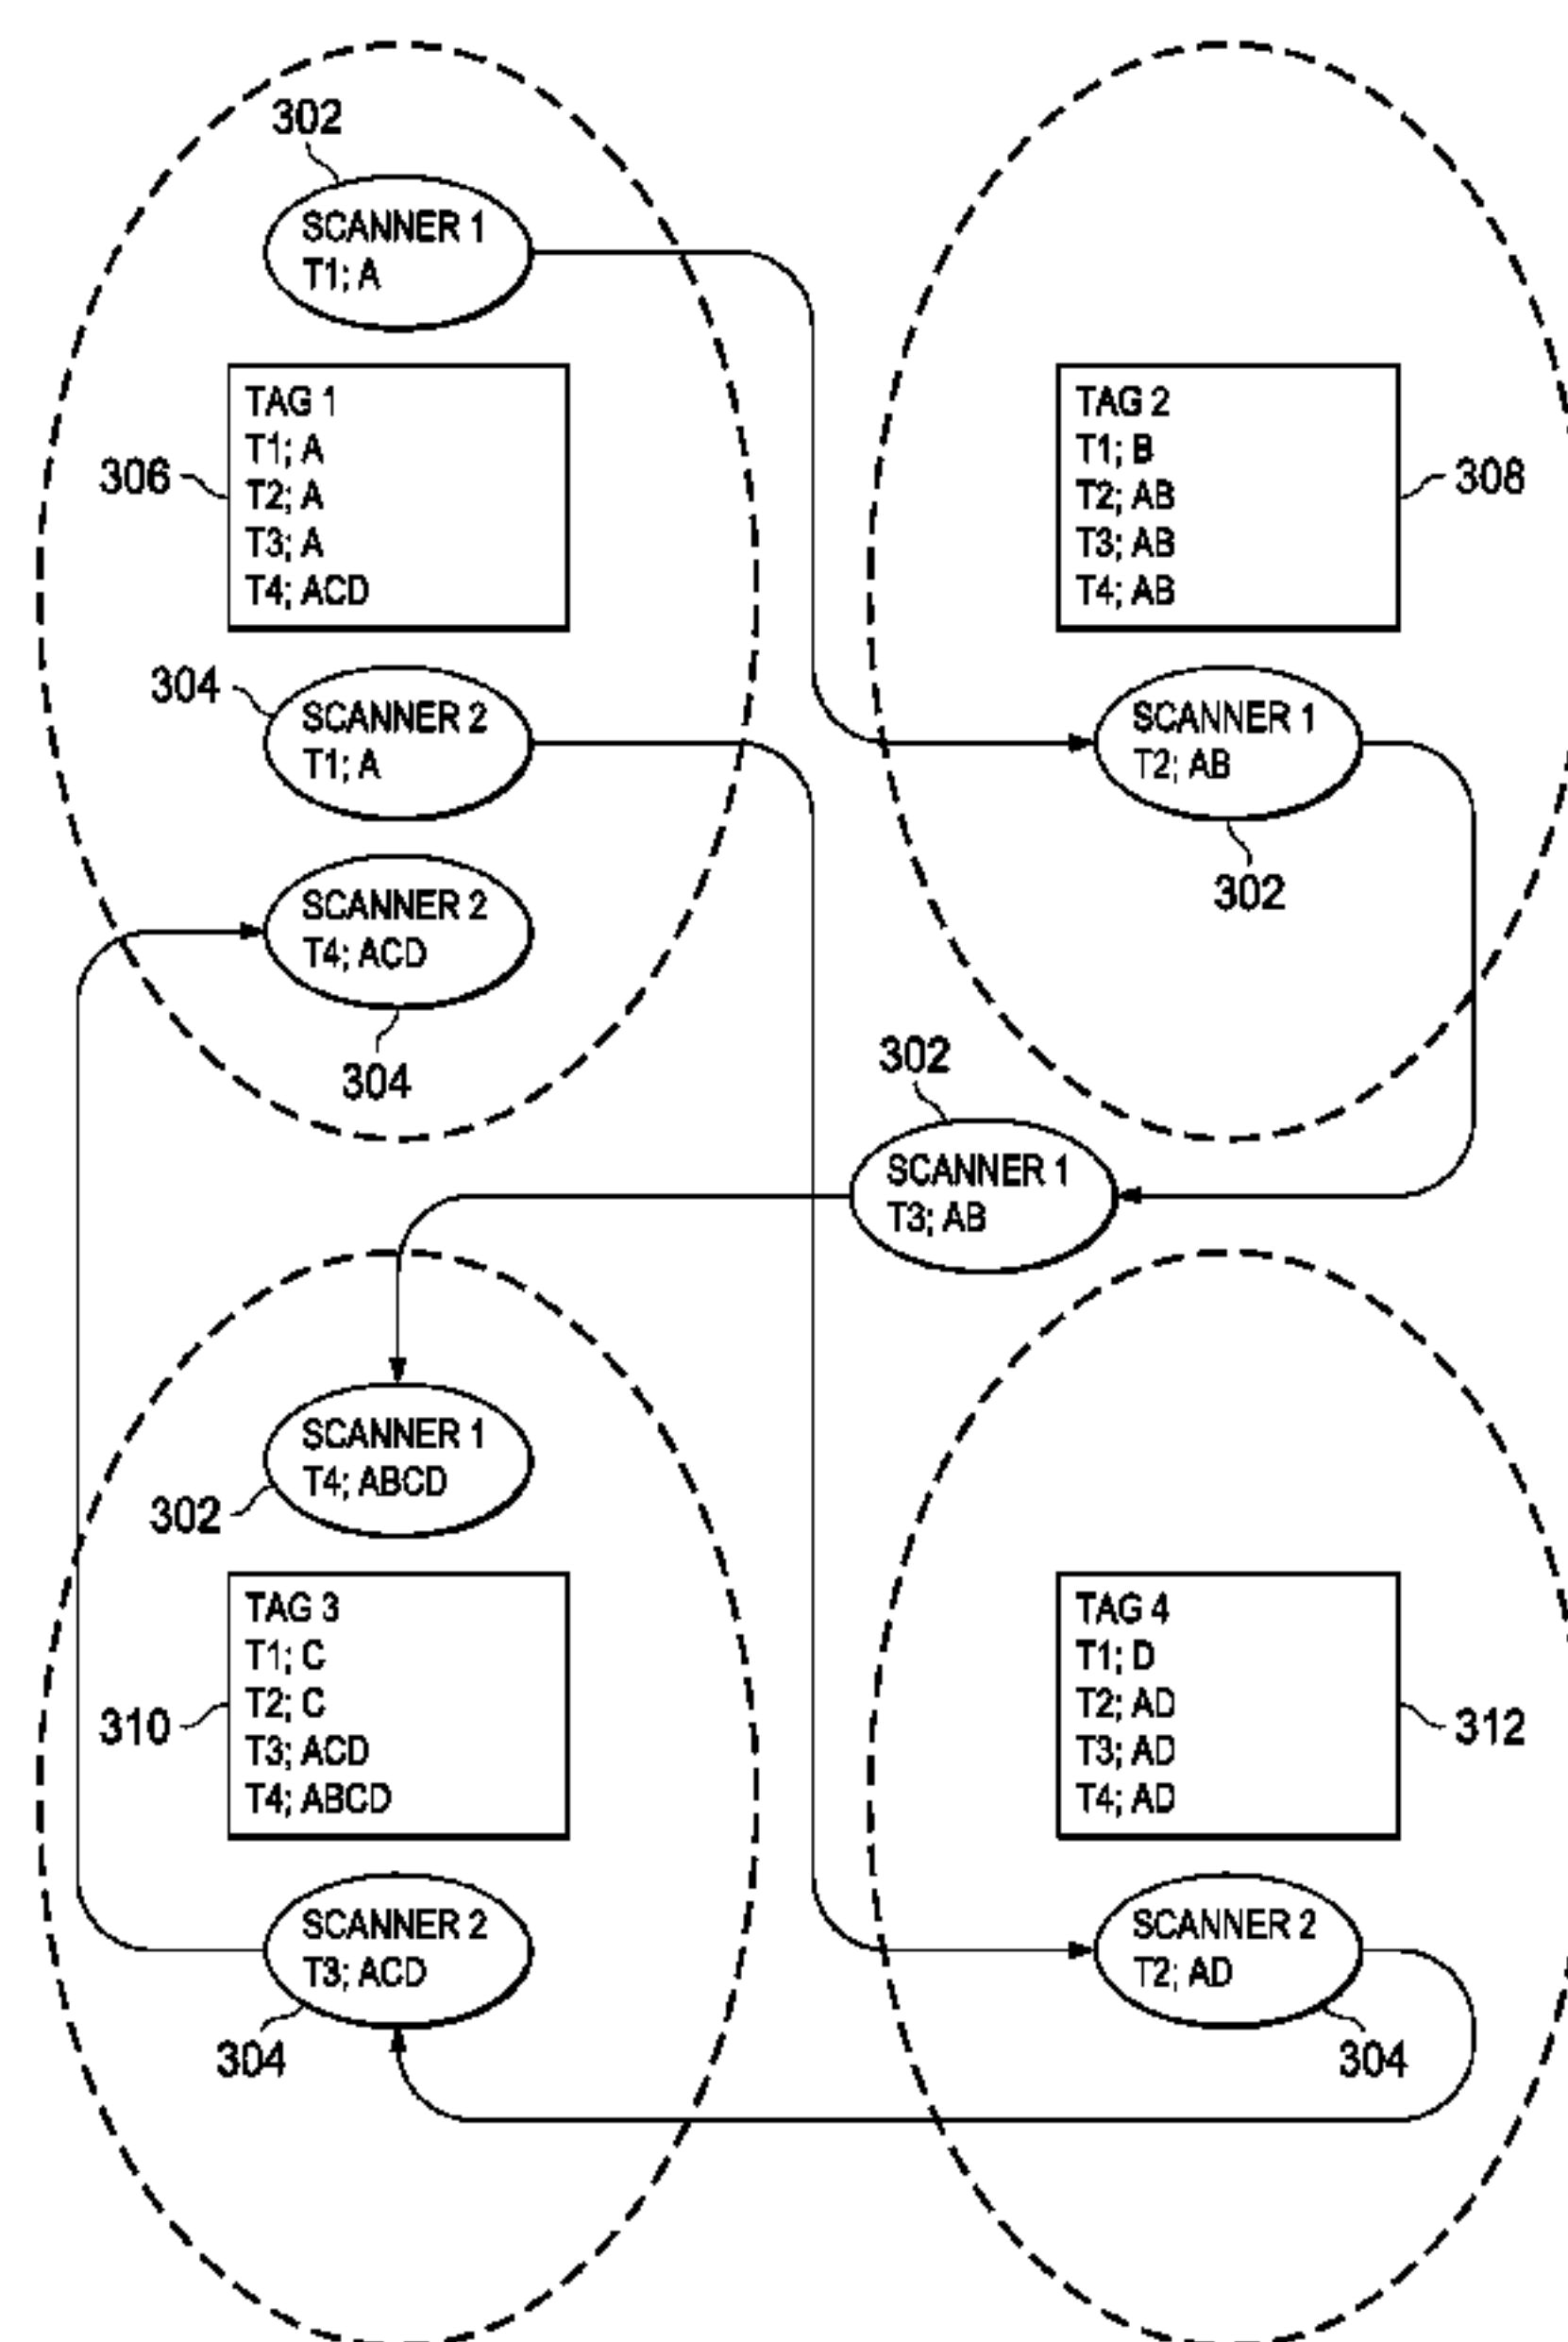 302
SCANNER 1
T1; A
TAG 1
T1; A
T2; A
T3; A
T4; ACD
306
TAG 2
T1; B
T2; AB
T3; AB
T4; AB
308
304
SCANNER 2
T1; A
SCANNER 1
T2; AB
302
SCANNER 2
T4; ACD
304
302
SCANNER 1
T3; AB
SCANNER 1
T4; ABCD
302
TAG 3
T1; C
T2; C
T3; ACD
T4; ABCD
310
TAG 4
T1; D
T2; AD
T3; AD
T4; AD
312
SCANNER 2
T3; ACD
304
SCANNER 2
T2; AD
304